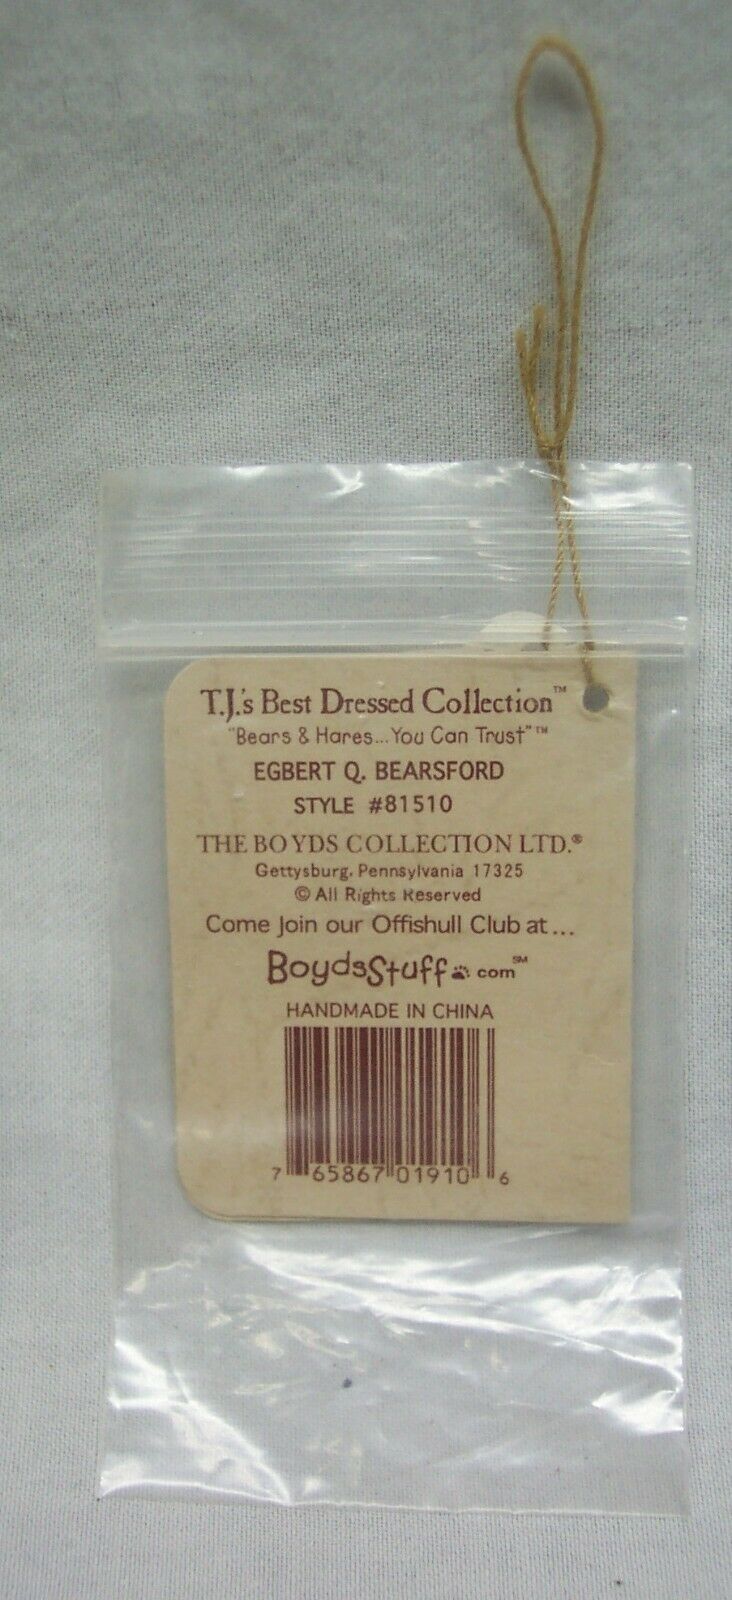 T.J.'s Best Dressed Collection™
"Bears & Hares...You Can Trust"™
EGBERT Q. BEARSFORD
STYLE #81510
THE BOYDS COLLECTION LTD.®
Gettysburg, Pennsylvania 17325
© All Rights Reserved
Come Join our Offishull Club at...
BoydsStuff.com℠
HANDMADE IN CHINA
7 65867 01910 6